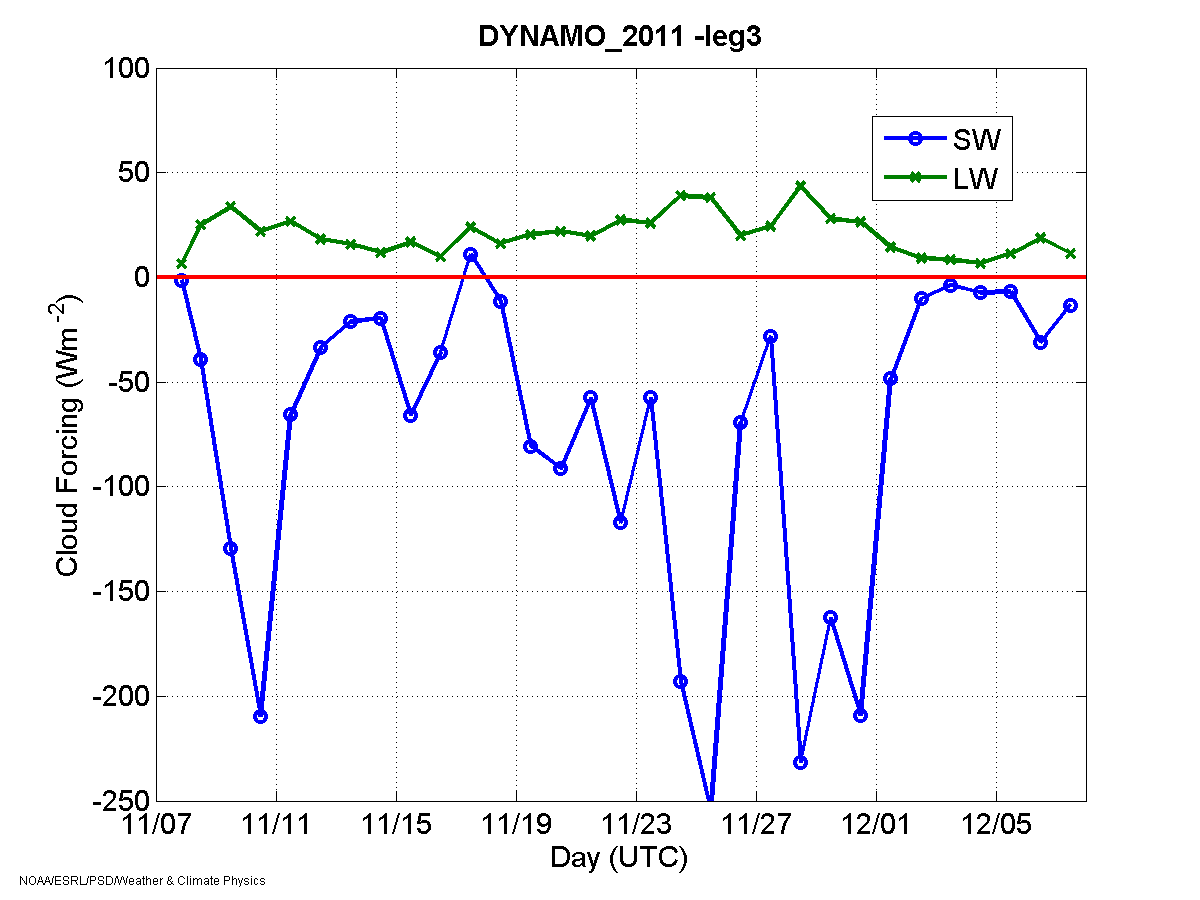 DYNAMO_2011 -leg3
100
50
0
-50
-100
-150
-200
-250
Cloud Forcing (Wm-2)
SW
LW
11/07 11/11 11/15 11/19 11/23 11/27 12/01 12/05
Day (UTC)
NOAA/ESRL/PSD/Weather & Climate Physics